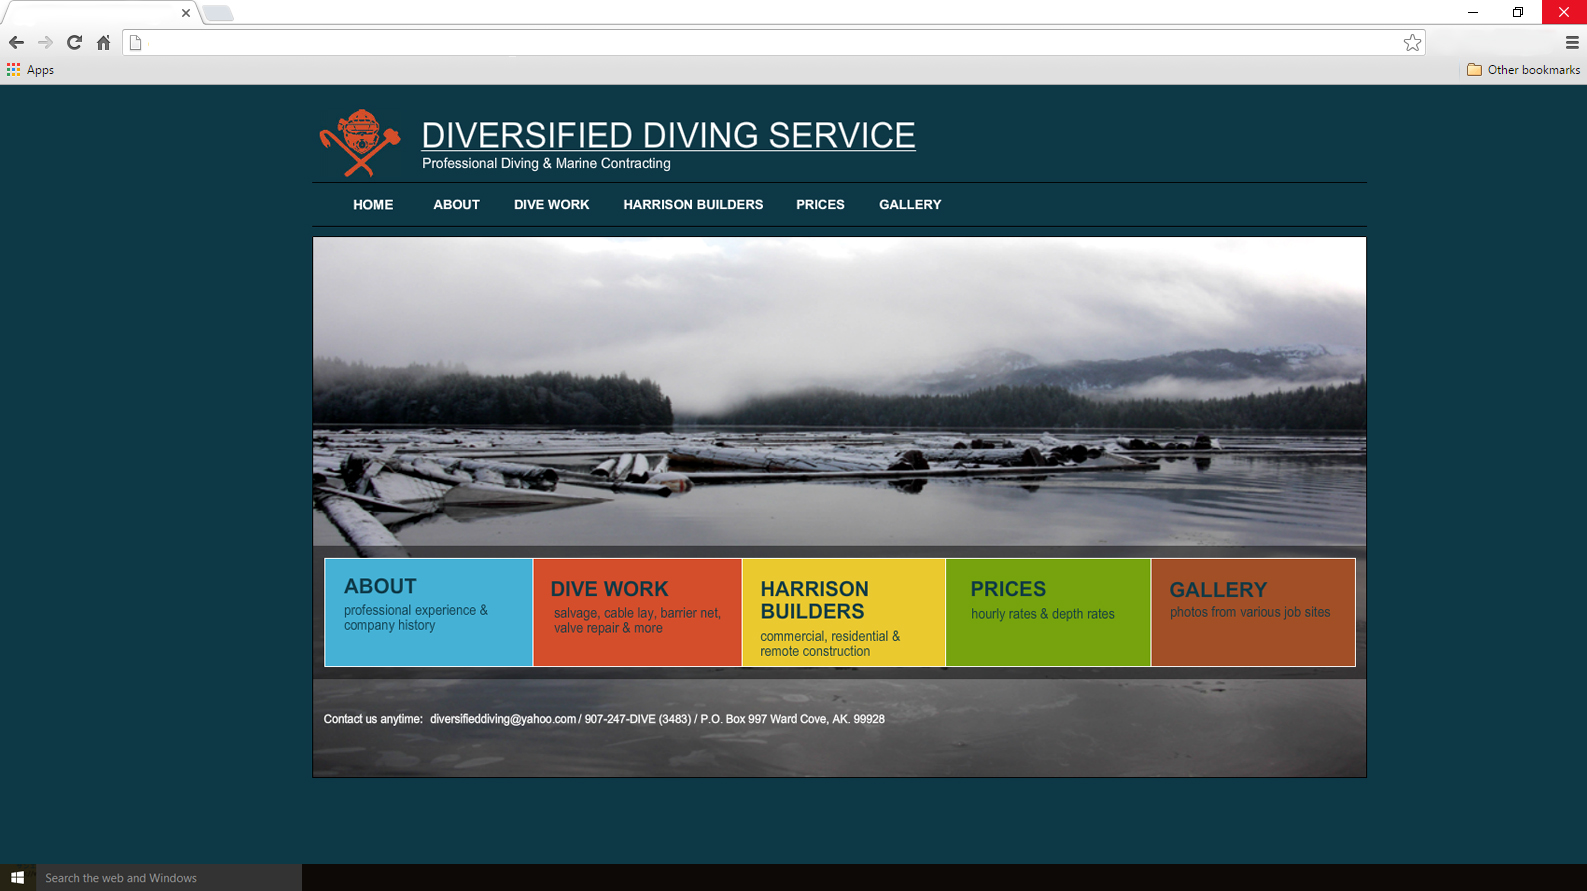 Apps
Other bookmarks
DIVERSIFIED DIVING SERVICE
Professional Diving & Marine Contracting
HOME ABOUT DIVE WORK HARRISON BUILDERS PRICES GALLERY
ABOUT
professional experience &
company history
DIVE WORK
salvage, cable lay, barrier net,
valve repair & more
HARRISON
BUILDERS
commercial, residential &
remote construction
PRICES
hourly rates & depth rates
GALLERY
photos from various job sites
Contact us anytime: diversifieddiving@yahoo.com / 907-247-DIVE (3483) / P.O. Box 997 Ward Cove, AK. 99928
Search the web and Windows